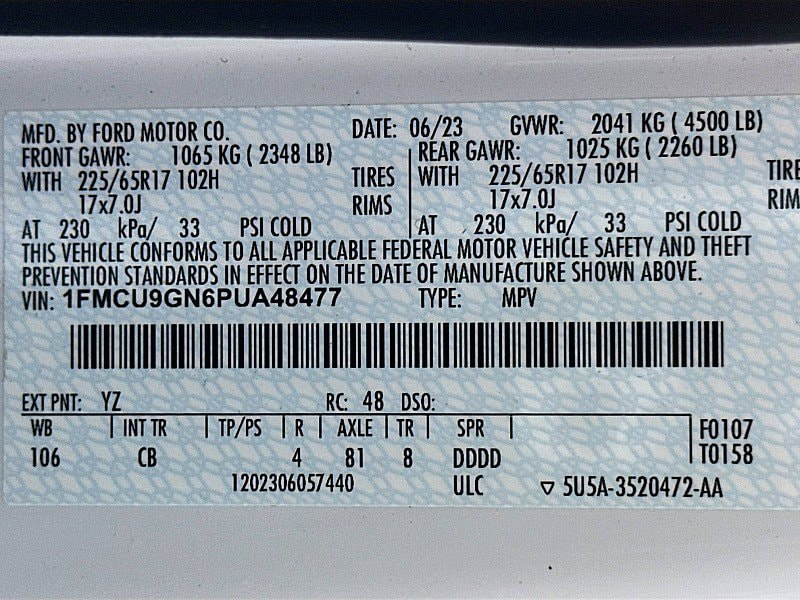 MFD. BY FORD MOTOR CO. DATE: 06/23 GVWR: 2041 KG ( 4500 LB)
FRONT GAWR: 1065 KG ( 2348 LB) REAR GAWR: 1025 KG ( 2260 LB)
WITH 225/65R17 102H TIRES WITH 225/65R17 102H TIRE
17x7.0J RIMS 17x7.0J RIM
AT 230 kPa/ 33 PSI COLD AT 230 kPa/ 33 PSI COLD
THIS VEHICLE CONFORMS TO ALL APPLICABLE FEDERAL MOTOR VEHICLE SAFETY AND THEFT
PREVENTION STANDARDS IN EFFECT ON THE DATE OF MANUFACTURE SHOWN ABOVE.
VIN: 1FMCU9GN6PUA48477 TYPE: MPV
EXT PNT: YZ RC: 48 DSO:
WB INT TR TP/PS R AXLE TR SPR F0107
106 CB 4 81 8 DDDD T0158
1202306057440 ULC ▽ 5U5A-3520472-AA